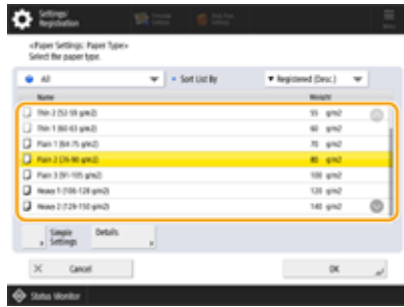 Settings/
Registration
<Paper Settings: Paper Type>
Select the paper type.
All
Sort List By
▼ Registered (Desc.)
Name
Weight
Thin 2 (52-59 g/m2)
55 g/m2
Thin 1 (60-63 g/m2)
60 g/m2
Plain 1 (64-75 g/m2)
70 g/m2
Plain 2 (76-90 g/m2)
80 g/m2
Plain 3 (91-105 g/m2)
100 g/m2
Heavy 1 (106-128 g/m2)
120 g/m2
Heavy 2 (129-150 g/m2)
140 g/m2
Simple
Settings
Details
Cancel
OK
Status Monitor